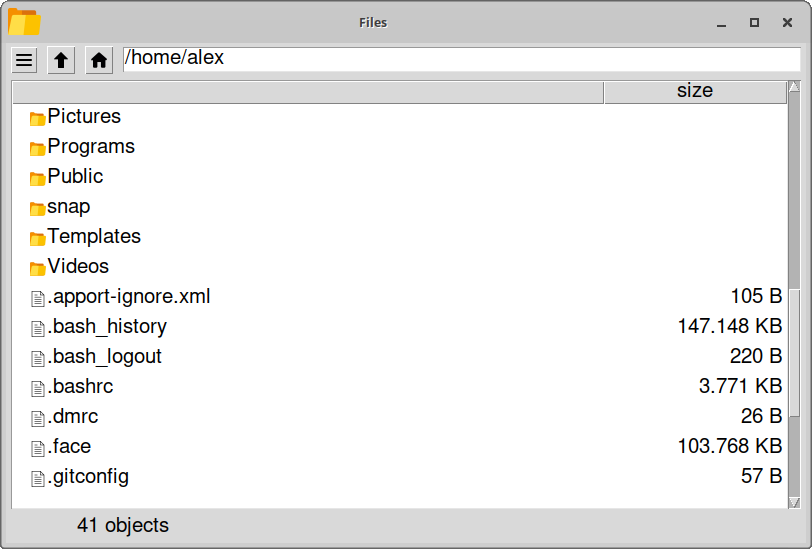 Files
/home/alex
size
Pictures
Programs
Public
snap
Templates
Videos
.apport-ignore.xml 105 B
.bash_history 147.148 KB
.bash_logout 220 B
.bashrc 3.771 KB
.dmrc 26 B
.face 103.768 KB
.gitconfig 57 B
41 objects